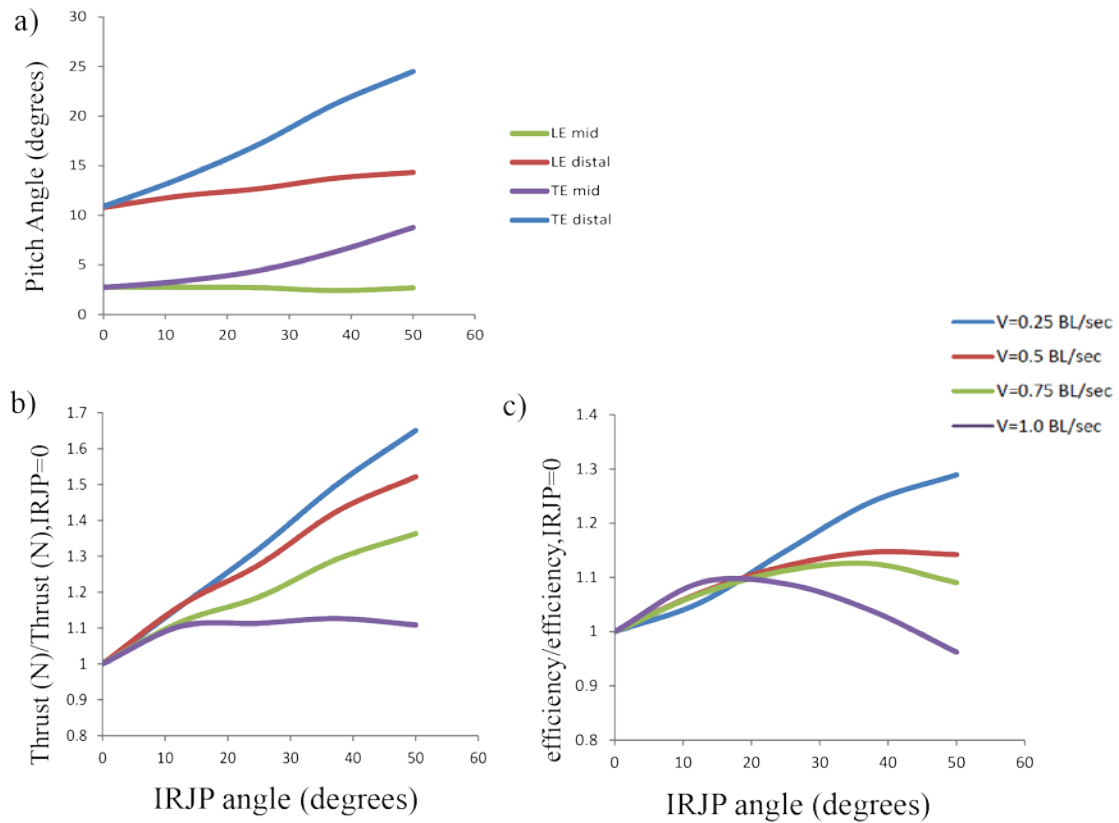 a)
Pitch Angle (degrees)
30
25
20
15
10
5
0
0 10 20 30 40 50 60
LE mid
LE distal
TE mid
TE distal
V=0.25 BL/sec
V=0.5 BL/sec
V=0.75 BL/sec
V=1.0 BL/sec
b)
Thrust (N)/Thrust (N),IRJP=0
1.7
1.6
1.5
1.4
1.3
1.2
1.1
1
0.9
0.8
0 10 20 30 40 50 60
IRJP angle (degrees)
c)
efficiency/efficiency,IRJP=0
1.4
1.3
1.2
1.1
1
0.9
0.8
0 10 20 30 40 50 60
IRJP angle (degrees)